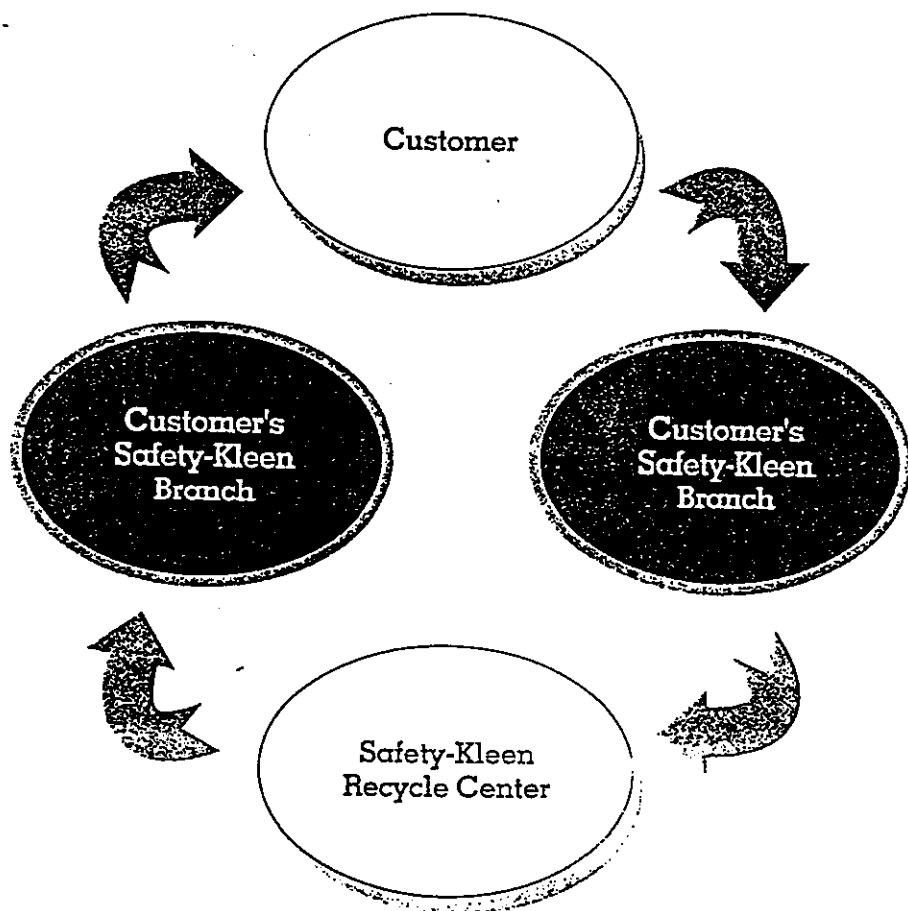 Customer
Customer's
Safety-Kleen
Branch
Customer's
Safety-Kleen
Branch
Safety-Kleen
Recycle Center